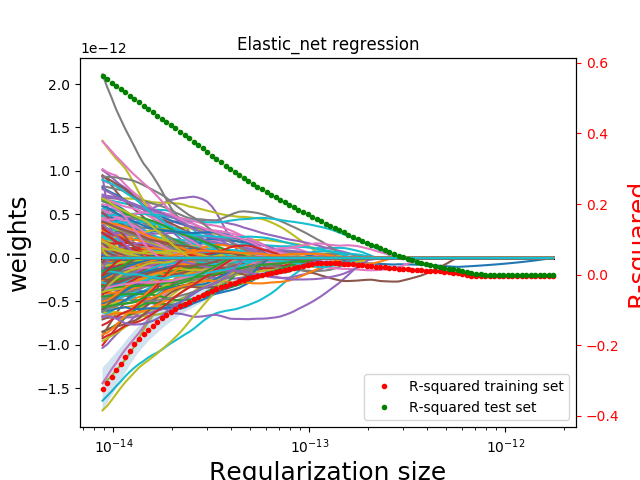 Elastic_net regression
1e−12
2.0
1.5
1.0
0.5
0.0
−0.5
−1.0
−1.5
weights
0.6
0.4
0.2
0.0
−0.2
−0.4
R-squared
R-squared training set
R-squared test set
10⁻¹⁴
10⁻¹³
10⁻¹²
Regularization size